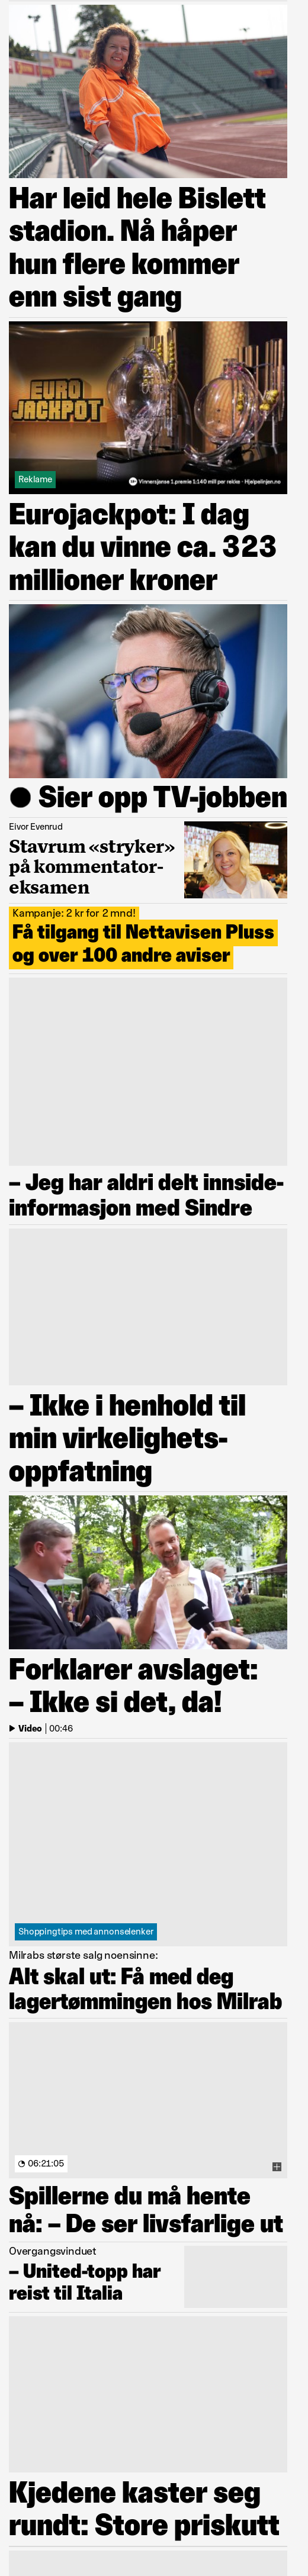 Har leid hele Bislett
stadion. Nå håper
hun flere kommer
enn sist gang
EURO
JACKPOT
Reklame
Vinnersjanse 1.premie 1:140 mill per rekke - Hjelpelinjen.no
Eurojackpot: I dag
kan du vinne ca. 323
millioner kroner
● Sier opp TV-jobben
Eivor Evenrud
Stavrum «stryker»
på kommentator-
eksamen
Kampanje: 2 kr for 2 mnd!
Få tilgang til Nettavisen Pluss
og over 100 andre aviser
– Jeg har aldri delt innside-
informasjon med Sindre
– Ikke i henhold til
min virkelighets-
oppfatning
Forklarer avslaget:
– Ikke si det, da!
Video | 00:46
Shoppingtips med annonselenker
Milrabs største salg noensinne:
Alt skal ut: Få med deg
lagertømmingen hos Milrab
06:21:05
Spillerne du må hente
nå: – De ser livsfarlige ut
Overgangsvinduet
– United-topp har
reist til Italia
Kjedene kaster seg
rundt: Store priskutt